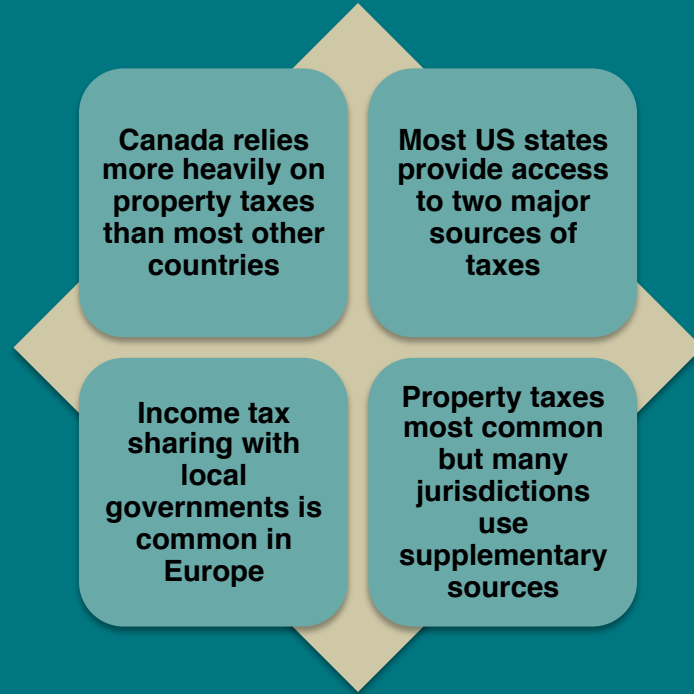 Canada relies
more heavily on
property taxes
than most other
countries
Most US states
provide access
to two major
sources of
taxes
Income tax
sharing with
local
governments is
common in
Europe
Property taxes
most common
but many
jurisdictions
use
supplementary
sources